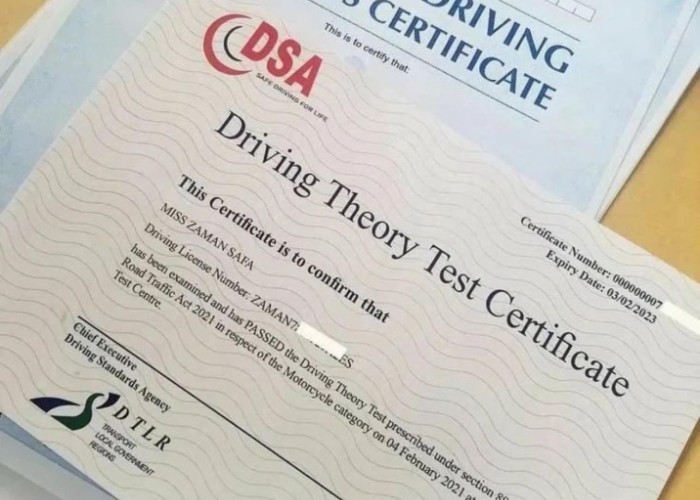 DRIVING
CERTIFICATE
This is to certify that:
DSA
SAFE DRIVING FOR LIFE
Driving Theory Test Certificate
Certificate Number: 000000007
Expiry Date: 03/02/2023
This Certificate is to confirm that
MISS ZAMAN SAFA
Driving License Number: ZAMAN7
has been examined and has PASSED the Driving Theory Test prescribed under section
Road Traffic Act 2021 in respect of the Motorcycle category on 04 February 2021 at
Test Centre.
Chief Executive
Driving Standards Agency
DTLR
TRANSPORT
LOCAL GOVERNMENT
REGIONS